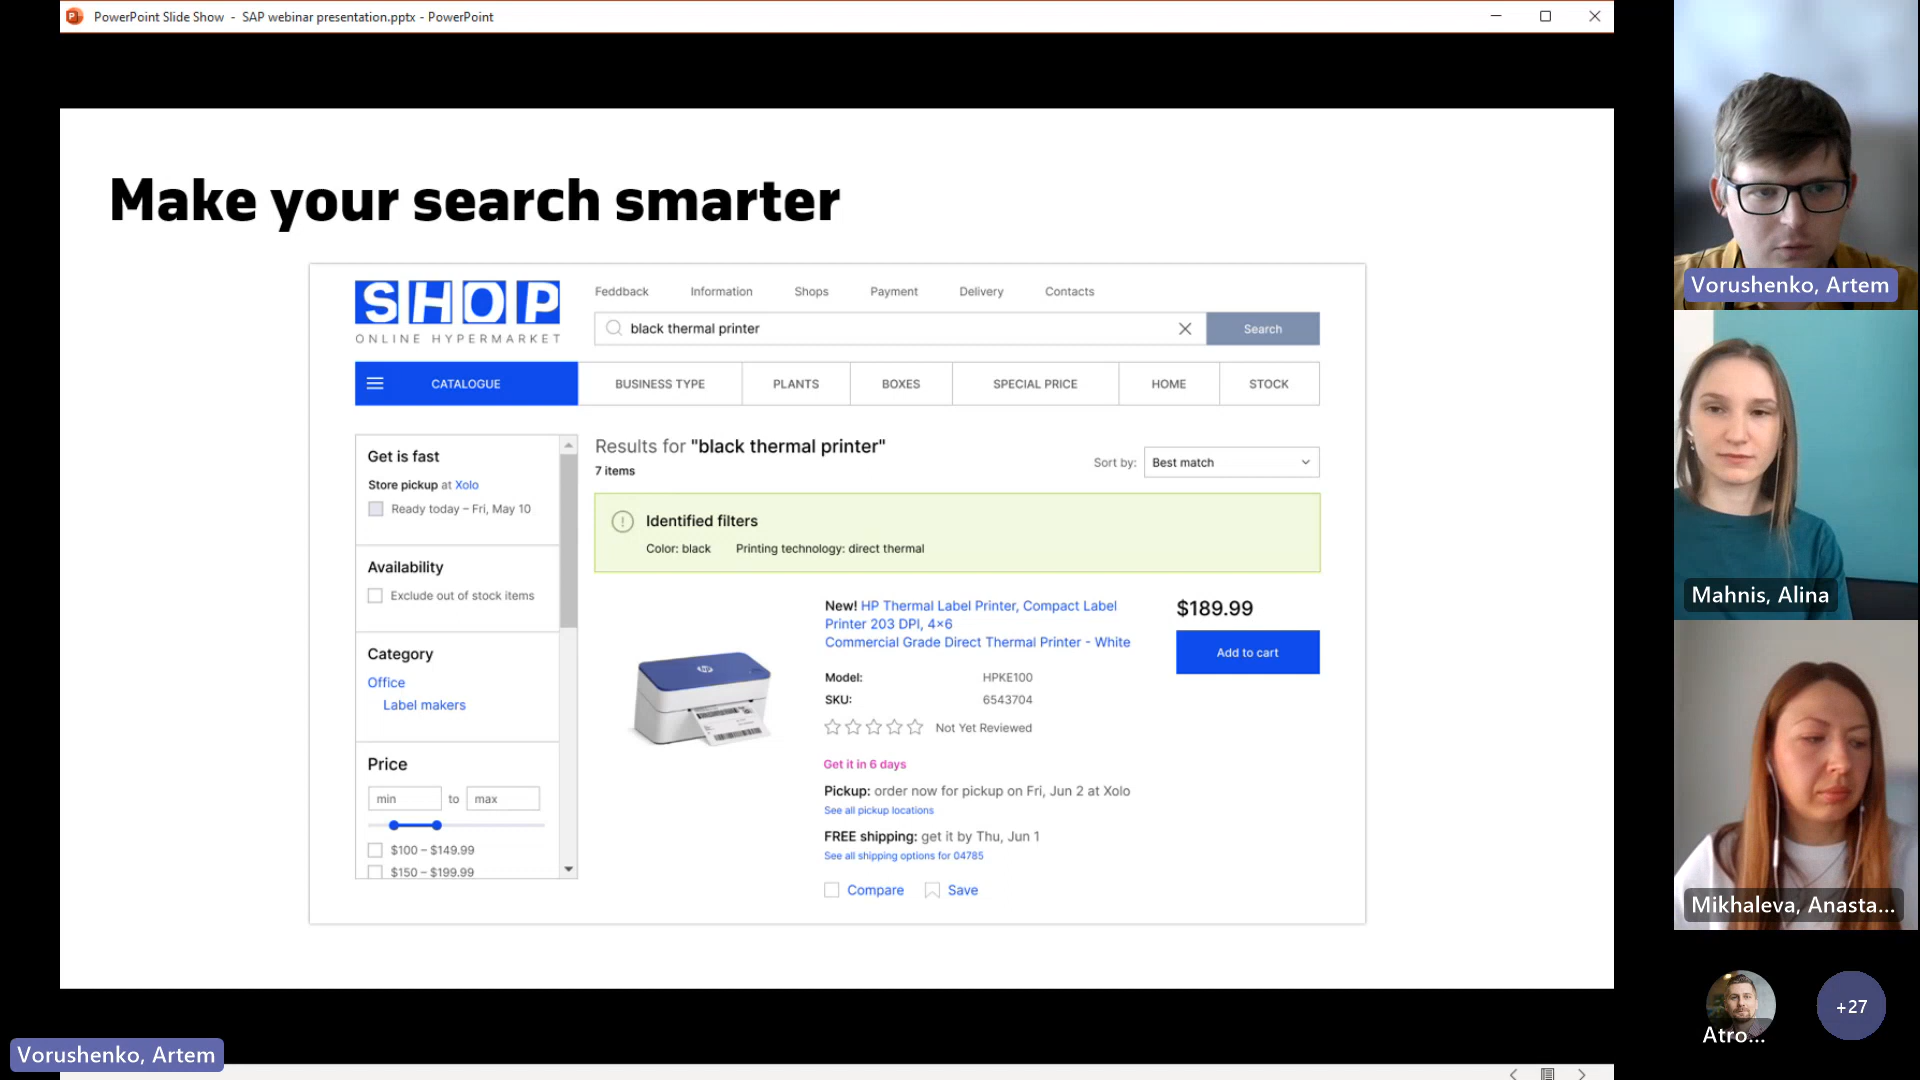 PowerPoint Slide Show - SAP webinar presentation.pptx - PowerPoint
Make your search smarter
SHOP
ONLINE HYPERMARKET
Feddback Information Shops Payment Delivery Contacts
black thermal printer
Search
CATALOGUE BUSINESS TYPE PLANTS BOXES SPECIAL PRICE HOME STOCK
Get is fast
Store pickup at Xolo
Ready today – Fri, May 10
Availability
Exclude out of stock items
Category
Office
Label makers
Price
min to max
$100 – $149.99
$150 – $199.99
Results for "black thermal printer"
7 items
Sort by: Best match
Identified filters
Color: black Printing technology: direct thermal
hp
New! HP Thermal Label Printer, Compact Label
Printer 203 DPI, 4×6
Commercial Grade Direct Thermal Printer - White
Model: HPKE100
SKU: 6543704
Not Yet Reviewed
Get it in 6 days
Pickup: order now for pickup on Fri, Jun 2 at Xolo
See all pickup locations
FREE shipping: get it by Thu, Jun 1
See all shipping options for 04785
Compare Save
$189.99
Add to cart
Vorushenko, Artem
Mahnis, Alina
Mikhaleva, Anasta...
Atro...
+27
Vorushenko, Artem